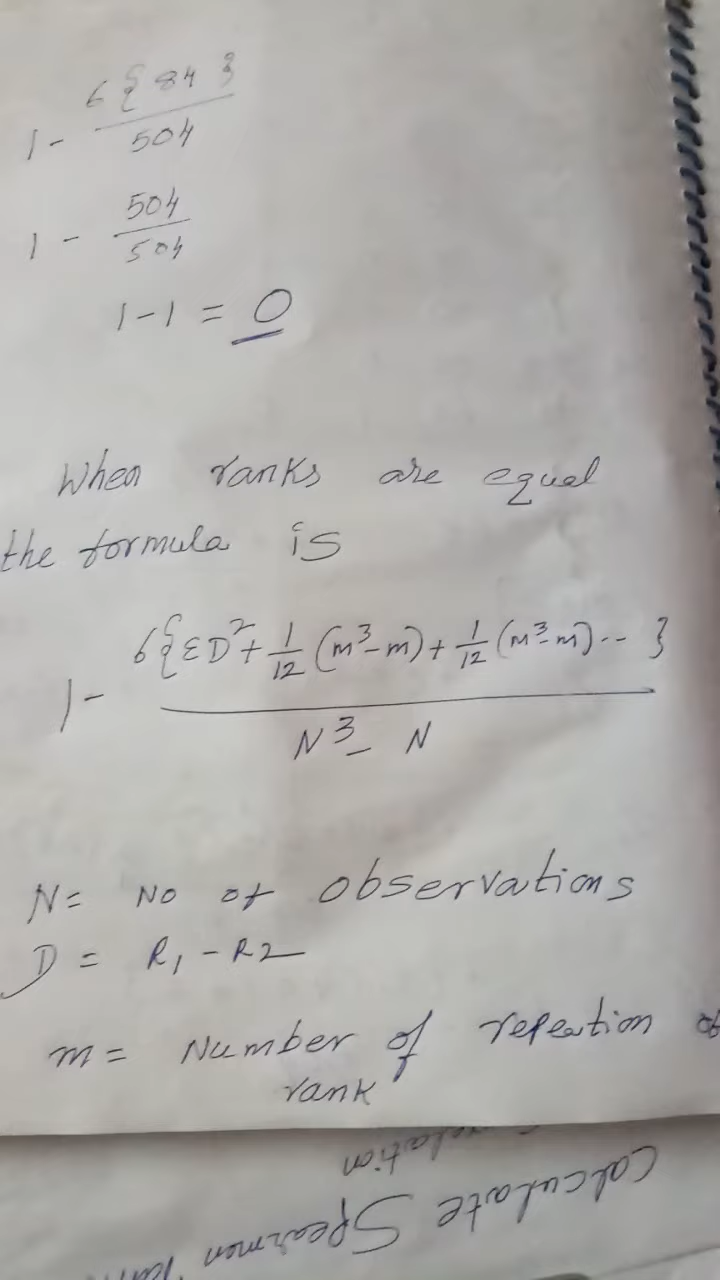 6{84}
1- 504
1 - 504
504
1-1 = 0
When ranks are equal
the formula is
6{ΣD²+ 1/12 (m³-m)+ 1/12 (m³-m)-- }
1-
N³- N
N= No of observations
D = R₁-R2
m= Number of repeation of
rank
Calculate Spearman